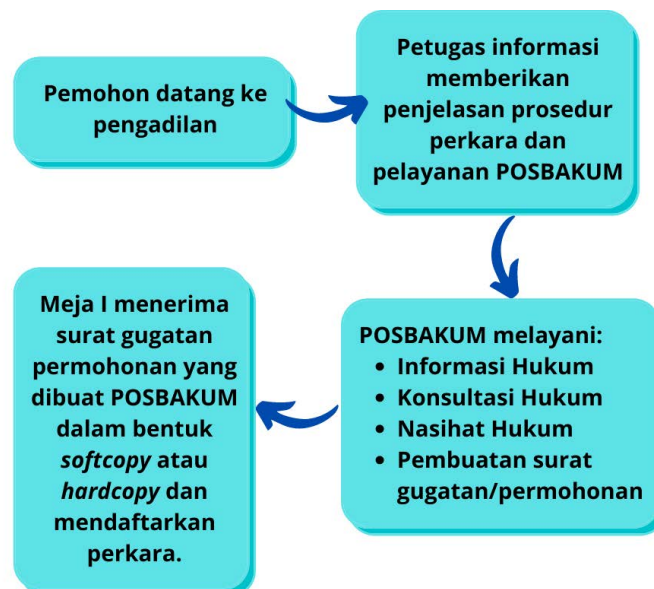 Pemohon datang ke
pengadilan
Petugas informasi
memberikan
penjelasan prosedur
perkara dan
pelayanan POSBAKUM
POSBAKUM melayani:
• Informasi Hukum
• Konsultasi Hukum
• Nasihat Hukum
• Pembuatan surat
gugatan/permohonan
Meja I menerima
surat gugatan
permohonan yang
dibuat POSBAKUM
dalam bentuk
softcopy atau
hardcopy dan
mendaftarkan
perkara.